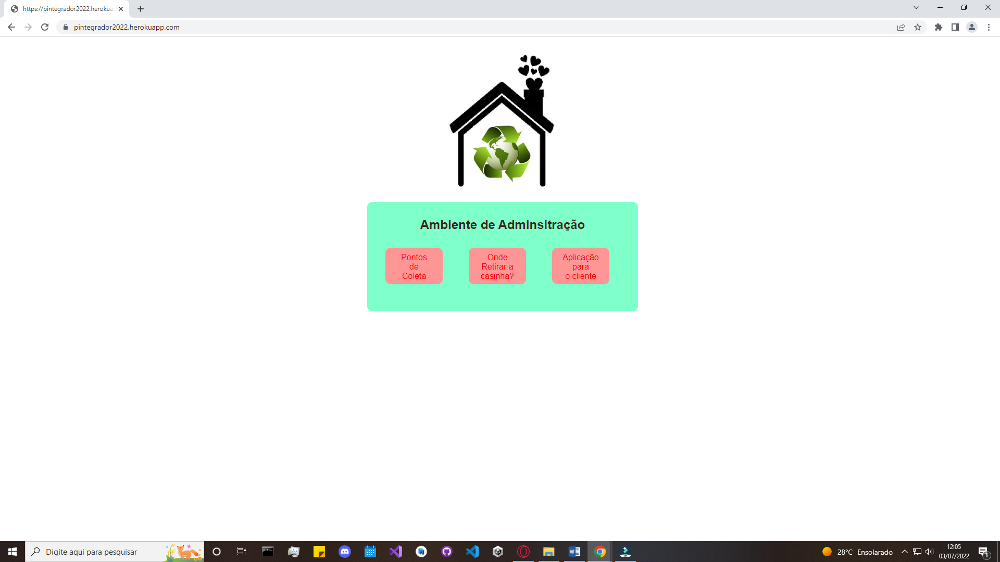 https://pintegrador2022.herokua
pintegrador2022.herokuapp.com
Ambiente de Adminsitração
Pontos
de
Coleta
Onde
Retirar a
casinha?
Aplicação
para
o cliente
Digite aqui para pesquisar
28°C Ensolarado
12:05
03/07/2022
1